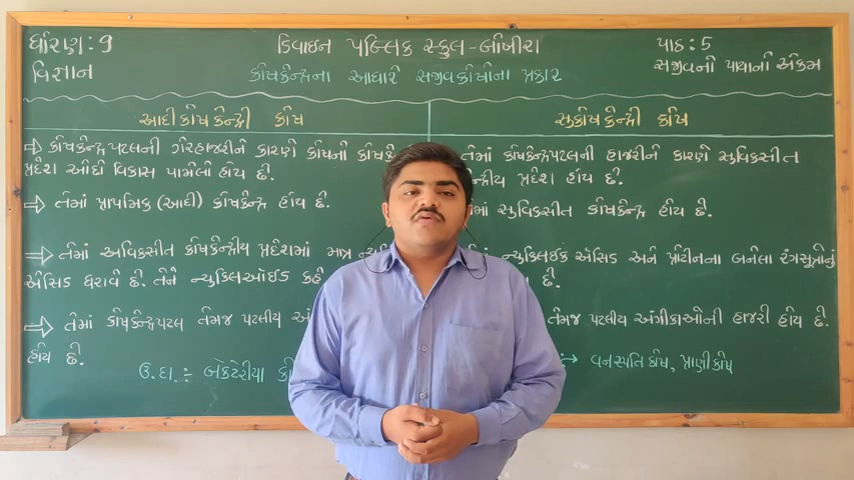 ધોરણ : 9
ડિવાઇન પબ્લિક સ્કુલ - લીંબીરા
પાઠ : 5
વિજ્ઞાન
કોષકેન્દ્રના આધારે સજીવકોષોના પ્રકાર
સજીવનો પાયાનો એકમ
આદીકોષકેન્દ્રી કોષ
સુકોષકેન્દ્રી કોષ
⇒ કોષકેન્દ્રપટલની ગેરહાજરીને કારણે કોષનો
પ્રદેશ ઓછો વિકાસ પામેલો હોય છે.
⇒ તેમાં પ્રાથમિક (આદી) કોષકેન્દ્ર હોય છે.
⇒ તેમાં અવિકસીત કોષકેન્દ્રીય પ્રદેશમાં માત્ર
ઍસિડ ધરાવે છે. તેને ન્યુક્લિઓઇડ કહે
⇒ તેમાં કોષકેન્દ્રપટલ તેમજ પટલીય
હોય છે.
ઉ.દા. :- બેક્ટેરીયા
તેમાં કોષકેન્દ્રપટલની હાજરીને કારણે સુવિકસીત
પ્રદેશ હોય છે.
સુવિકસીત કોષકેન્દ્ર હોય છે.
ન્યુક્લિઇક ઍસિડ અને પ્રોટીનના બનેલા રંગસૂત્રોનું
છે.
તેમજ પટલીય અંગીકાઓની હાજરી હોય છે.
→ વનસ્પતિકોષ, પ્રાણીકોષ